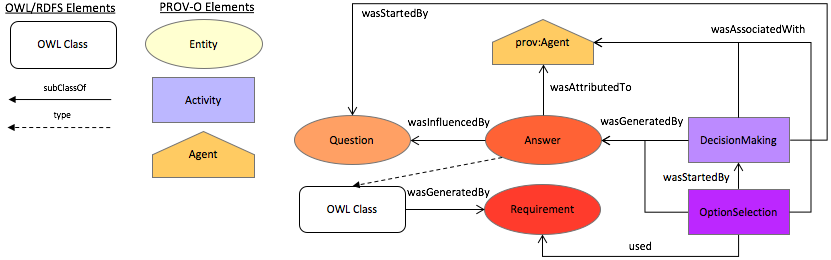 OWL/RDFS Elements
PROV-O Elements
OWL Class
Entity
subClassOf
Activity
type
Agent
wasStartedBy
wasAssociatedWith
prov:Agent
wasAttributedTo
wasInfluencedBy
wasGeneratedBy
Question
Answer
DecisionMaking
wasStartedBy
wasGeneratedBy
OWL Class
Requirement
OptionSelection
used